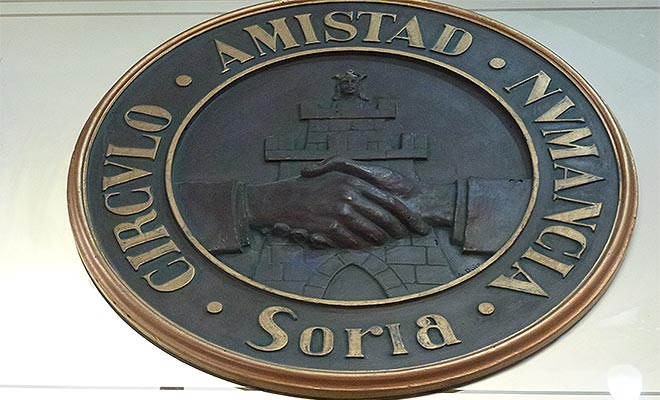 CIRCVLO
AMISTAD
NVMANCIA
Soria